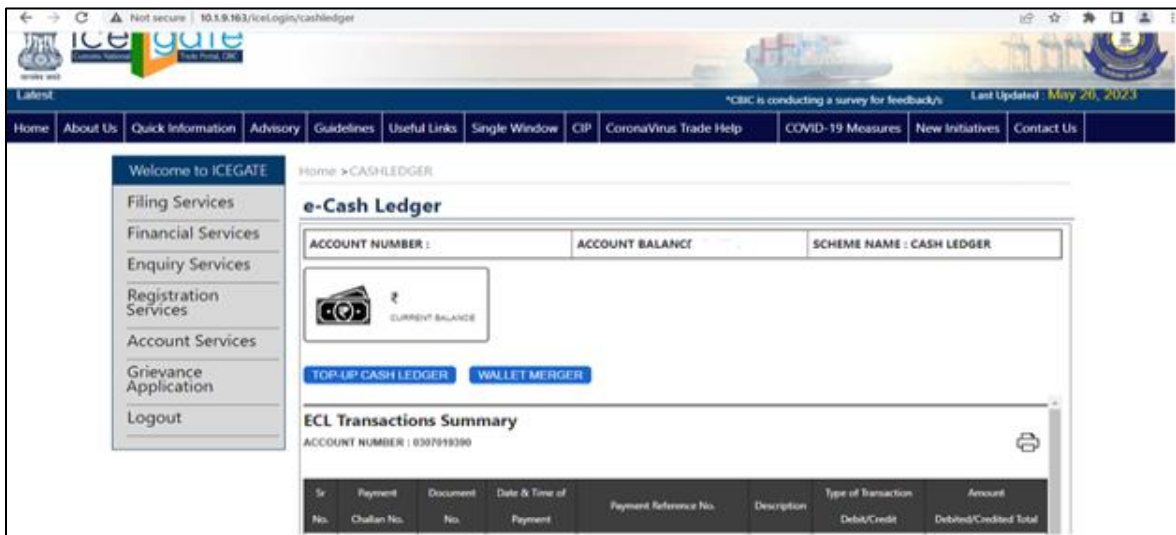 Not secure | 10.1.9.163/iceLogin/cashledger
ICEGATE
Latest
*CBIC is conducting a survey for feedback/s
Last Updated : May 26, 2023
Home About Us Quick Information Advisory Guidelines Useful Links Single Window CIP CoronaVirus Trade Help COVID-19 Measures New Initiatives Contact Us
Welcome to ICEGATE
Filing Services
Financial Services
Enquiry Services
Registration
Services
Account Services
Grievance
Application
Logout
Home >CASHLEDGER
e-Cash Ledger
ACCOUNT NUMBER :
ACCOUNT BALANCE
SCHEME NAME : CASH LEDGER
₹
CURRENT BALANCE
TOP-UP CASH LEDGER
WALLET MERGER
ECL Transactions Summary
ACCOUNT NUMBER : 0307019390
Sr No.
Payment Challan No.
Document No.
Date & Time of Payment
Payment Reference No.
Description
Type of Transaction Debit/Credit
Amount Debited/Credited Total